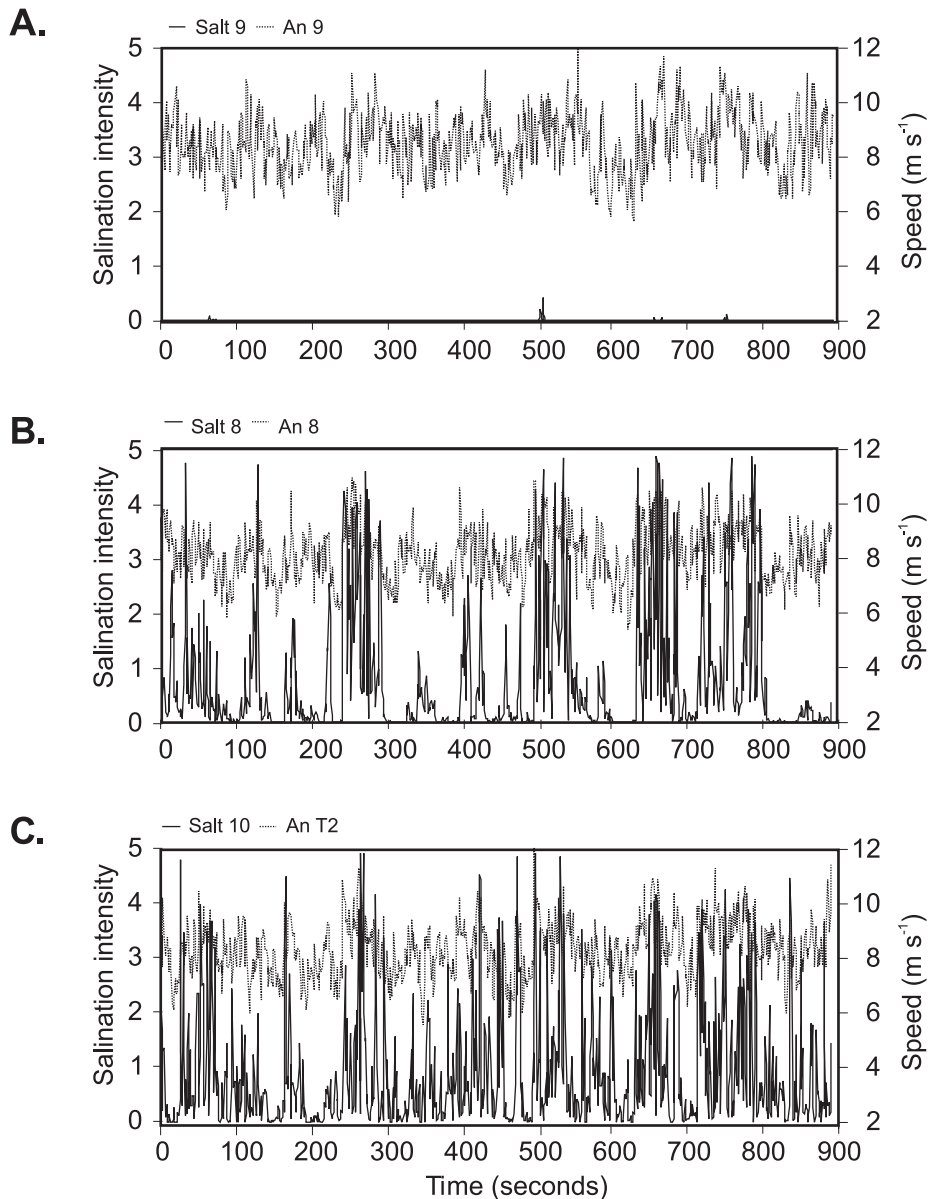 A.
Salt 9 An 9
Salination intensity
5
4
3
2
1
0
12
10
8
6
4
2
Speed (m s⁻¹)
0 100 200 300 400 500 600 700 800 900
B.
Salt 8 An 8
Salination intensity
5
4
3
2
1
0
12
10
8
6
4
2
Speed (m s⁻¹)
0 100 200 300 400 500 600 700 800 900
C.
Salt 10 An T2
Salination intensity
5
4
3
2
1
0
12
10
8
6
4
2
Speed (m s⁻¹)
0 100 200 300 400 500 600 700 800 900
Time (seconds)